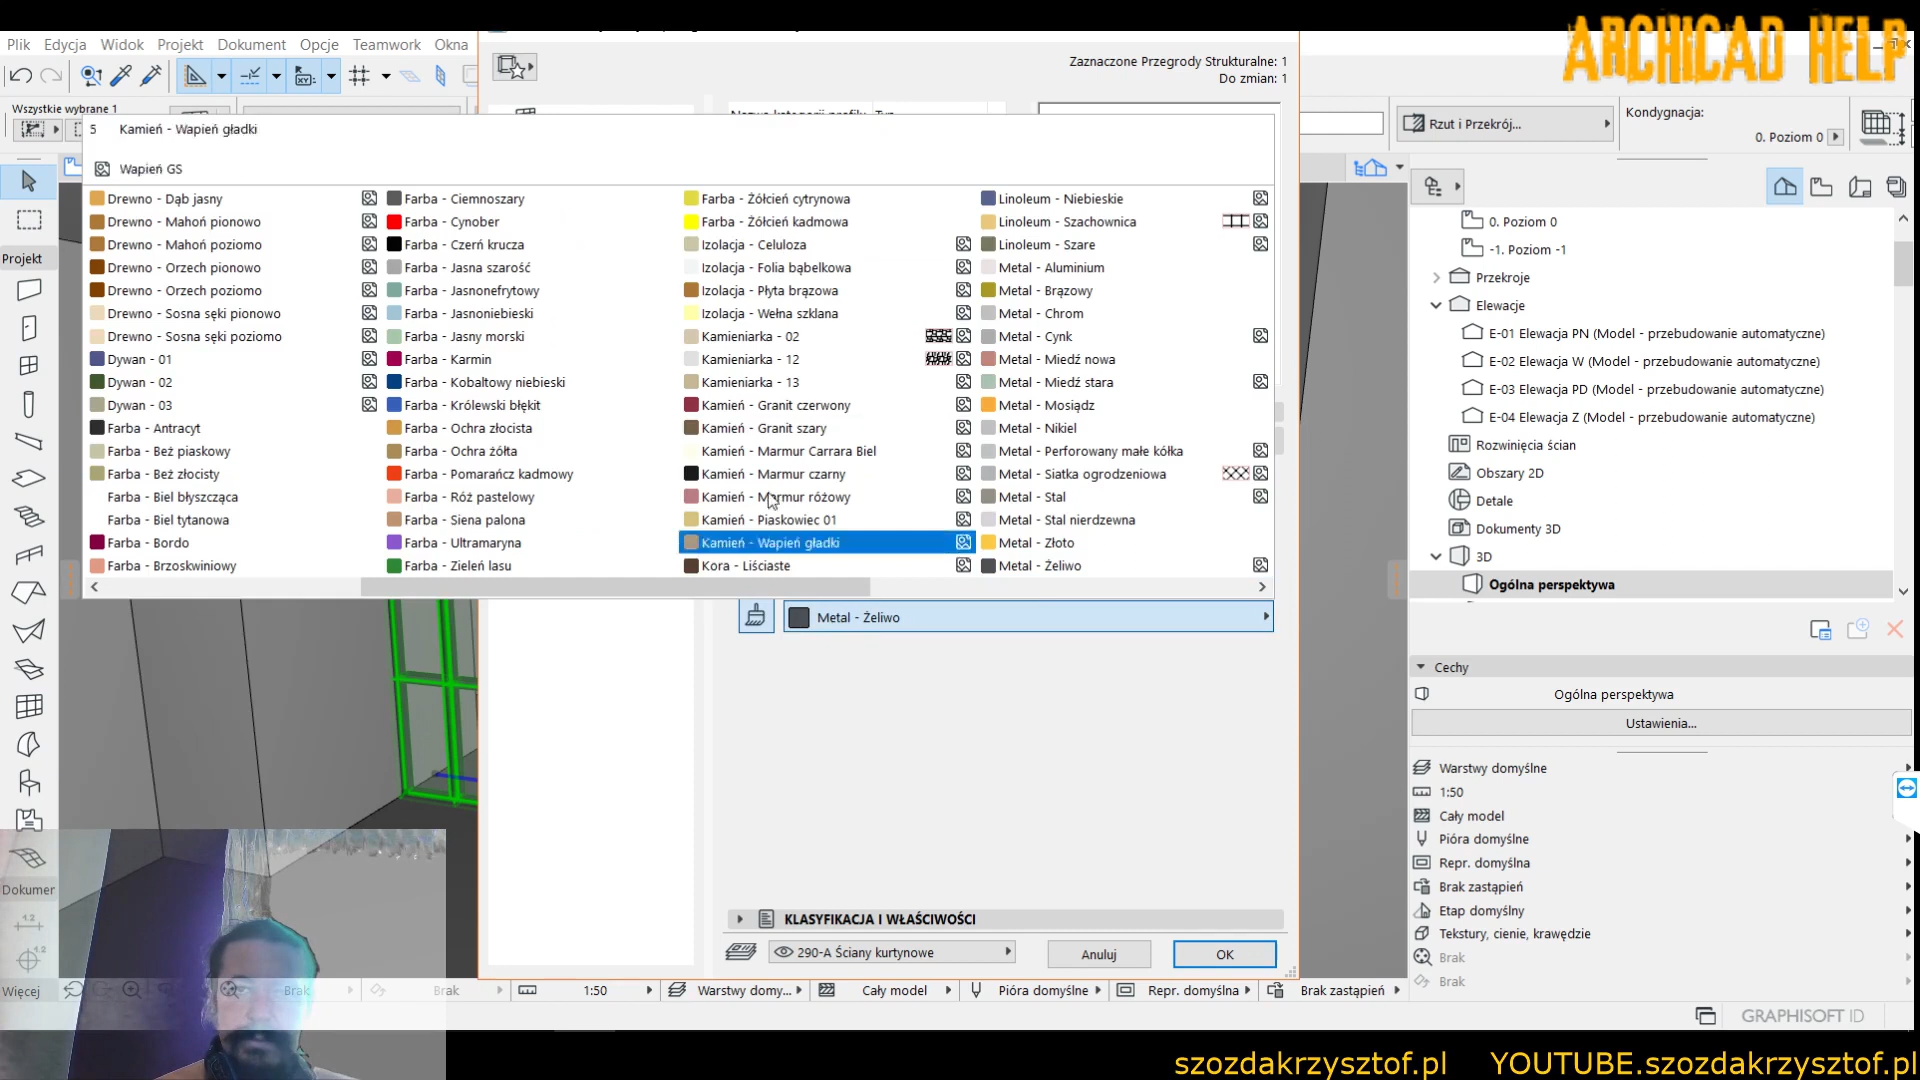 ARCHICAD HELP
Plik Edycja Widok Projekt Dokument Opcje Teamwork Okna
Zaznaczone Przegrody Strukturalne: 1
Do zmian: 1
Wszystkie wybrane 1
Rzut i Przekrój...
Kondygnacja:
0. Poziom 0
5 Kamień - Wapień gładki
Wapień GS
Drewno - Dąb jasny
Drewno - Mahoń pionowo
Drewno - Mahoń poziomo
Drewno - Orzech pionowo
Drewno - Orzech poziomo
Drewno - Sosna sęki pionowo
Drewno - Sosna sęki poziomo
Dywan - 01
Dywan - 02
Dywan - 03
Farba - Antracyt
Farba - Beż piaskowy
Farba - Beż złocisty
Farba - Biel błyszcząca
Farba - Biel tytanowa
Farba - Bordo
Farba - Brzoskwiniowy
Farba - Ciemnoszary
Farba - Cynober
Farba - Czerń krucza
Farba - Jasna szarość
Farba - Jasnonefrytowy
Farba - Jasnoniebieski
Farba - Jasny morski
Farba - Karmin
Farba - Kobaltowy niebieski
Farba - Królewski błękit
Farba - Ochra złocista
Farba - Ochra żółta
Farba - Pomarańcz kadmowy
Farba - Róż pastelowy
Farba - Siena palona
Farba - Ultramaryna
Farba - Zieleń lasu
Farba - Żółcień cytrynowa
Farba - Żółcień kadmowa
Izolacja - Celuloza
Izolacja - Folia bąbelkowa
Izolacja - Płyta brązowa
Izolacja - Wełna szklana
Kamieniarka - 02
Kamieniarka - 12
Kamieniarka - 13
Kamień - Granit czerwony
Kamień - Granit szary
Kamień - Marmur Carrara Biel
Kamień - Marmur czarny
Kamień - Marmur różowy
Kamień - Piaskowiec 01
Kamień - Wapień gładki
Kora - Liściaste
Linoleum - Niebieskie
Linoleum - Szachownica
Linoleum - Szare
Metal - Aluminium
Metal - Brązowy
Metal - Chrom
Metal - Cynk
Metal - Miedź nowa
Metal - Miedź stara
Metal - Mosiądz
Metal - Nikiel
Metal - Perforowany małe kółka
Metal - Siatka ogrodzeniowa
Metal - Stal
Metal - Stal nierdzewna
Metal - Złoto
Metal - Żeliwo
Metal - Żeliwo
KLASYFIKACJA I WŁAŚCIWOŚCI
290-A Ściany kurtynowe
Anuluj
OK
Projekt
Dokumer
1.2
1.2
Więcej
0. Poziom 0
-1. Poziom -1
Przekroje
Elewacje
E-01 Elewacja PN (Model - przebudowanie automatyczne)
E-02 Elewacja W (Model - przebudowanie automatyczne)
E-03 Elewacja PD (Model - przebudowanie automatyczne)
E-04 Elewacja Z (Model - przebudowanie automatyczne)
Rozwinięcia ścian
Obszary 2D
Detale
Dokumenty 3D
3D
Ogólna perspektywa
Cechy
Ogólna perspektywa
Ustawienia...
Warstwy domyślne
1:50
Cały model
Pióra domyślne
Repr. domyślna
Brak zastąpień
Etap domyślny
Tekstury, cienie, krawędzie
Brak
Brak
Brak Brak 1:50 Warstwy domy... Cały model Pióra domyślne Repr. domyślna Brak zastąpień
GRAPHISOFT ID
szozdakrzysztof.pl YOUTUBE.szozdakrzysztof.pl